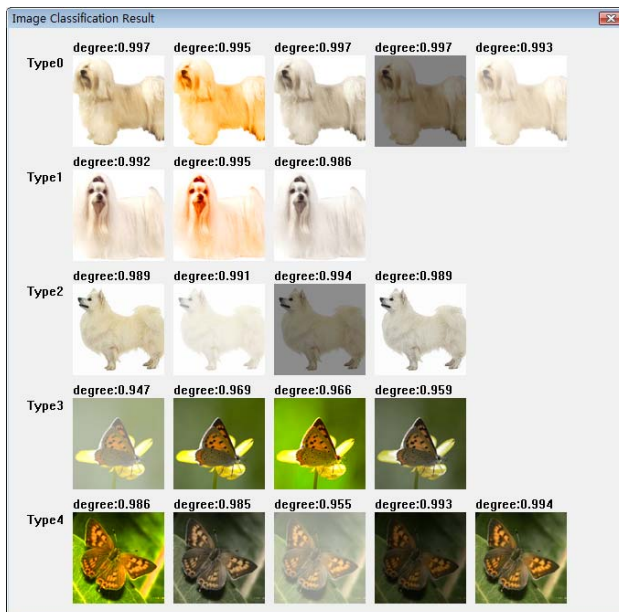 Image Classification Result
degree:0.997 degree:0.995 degree:0.997 degree:0.997 degree:0.993
Type0
degree:0.992 degree:0.995 degree:0.986
Type1
degree:0.989 degree:0.991 degree:0.994 degree:0.989
Type2
degree:0.947 degree:0.969 degree:0.966 degree:0.959
Type3
degree:0.986 degree:0.985 degree:0.955 degree:0.993 degree:0.994
Type4